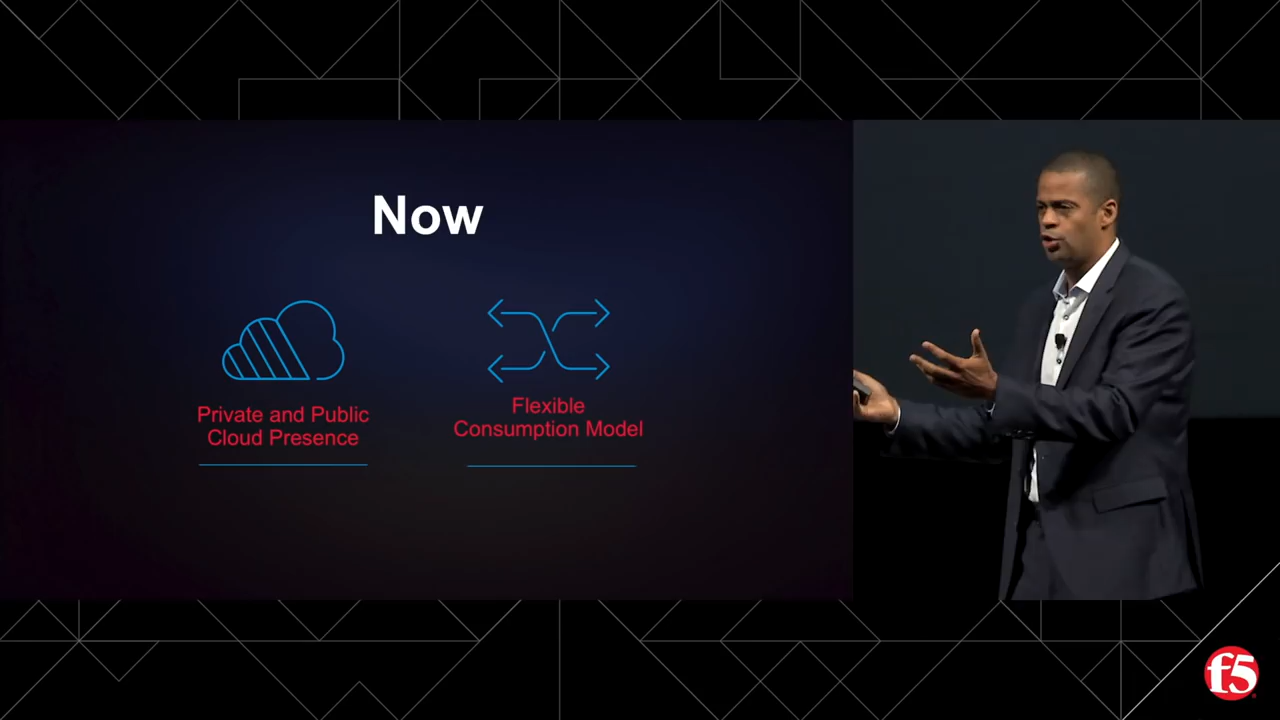 Now
Private and Public
Cloud Presence
Flexible
Consumption Model
f5